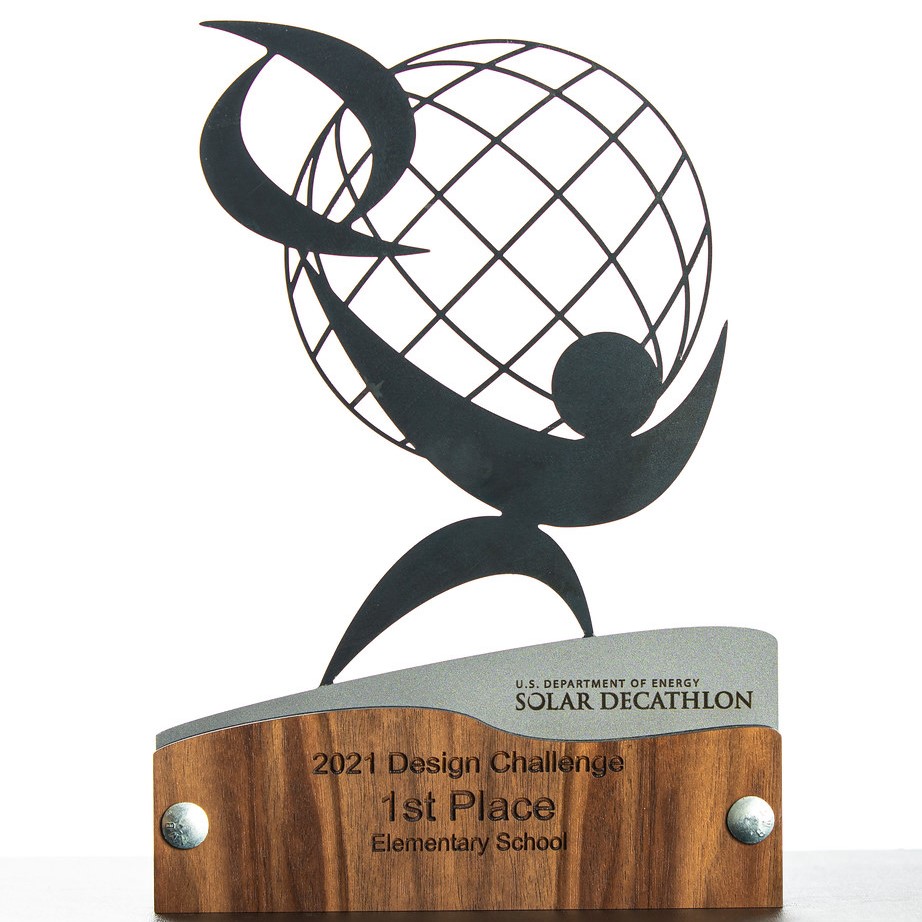 U.S. DEPARTMENT OF ENERGY
SOLAR DECATHLON
2021 Design Challenge
1st Place
Elementary School